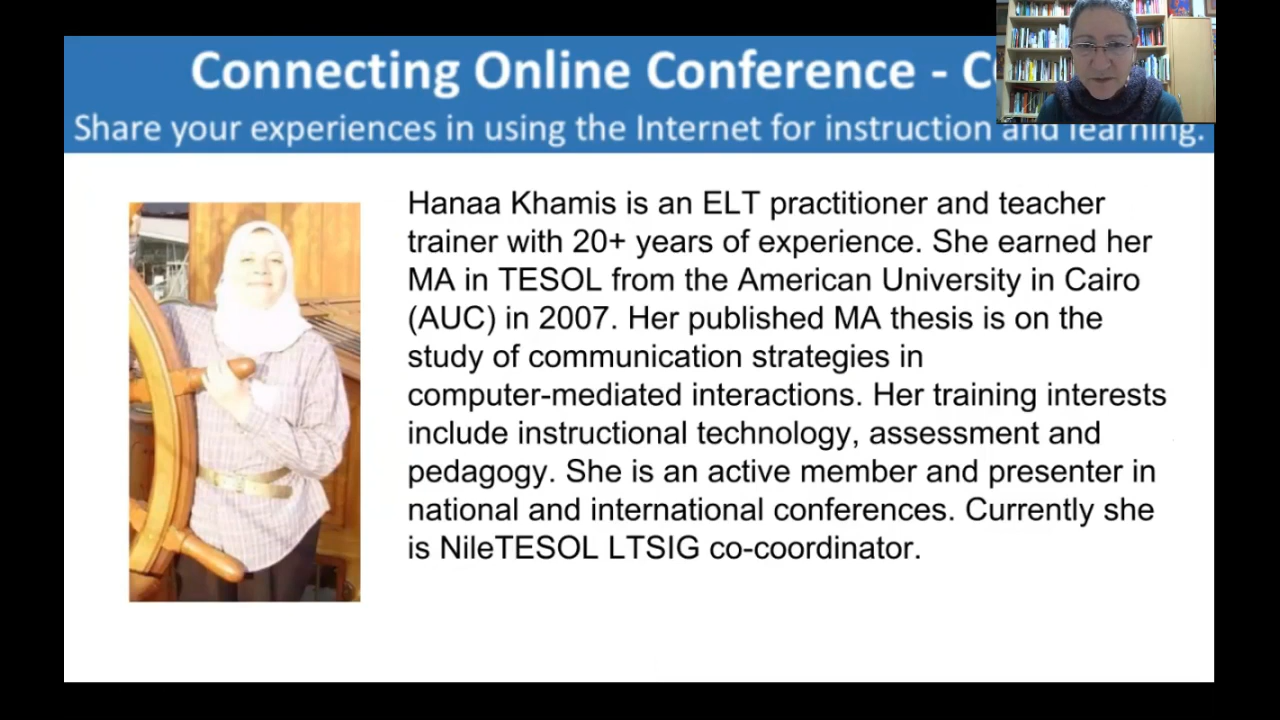 Connecting Online Conference -
Share your experiences in using the Internet for instruction and learning.
Hanaa Khamis is an ELT practitioner and teacher
trainer with 20+ years of experience. She earned her
MA in TESOL from the American University in Cairo
(AUC) in 2007. Her published MA thesis is on the
study of communication strategies in
computer-mediated interactions. Her training interests
include instructional technology, assessment and
pedagogy. She is an active member and presenter in
national and international conferences. Currently she
is NileTESOL LTSIG co-coordinator.